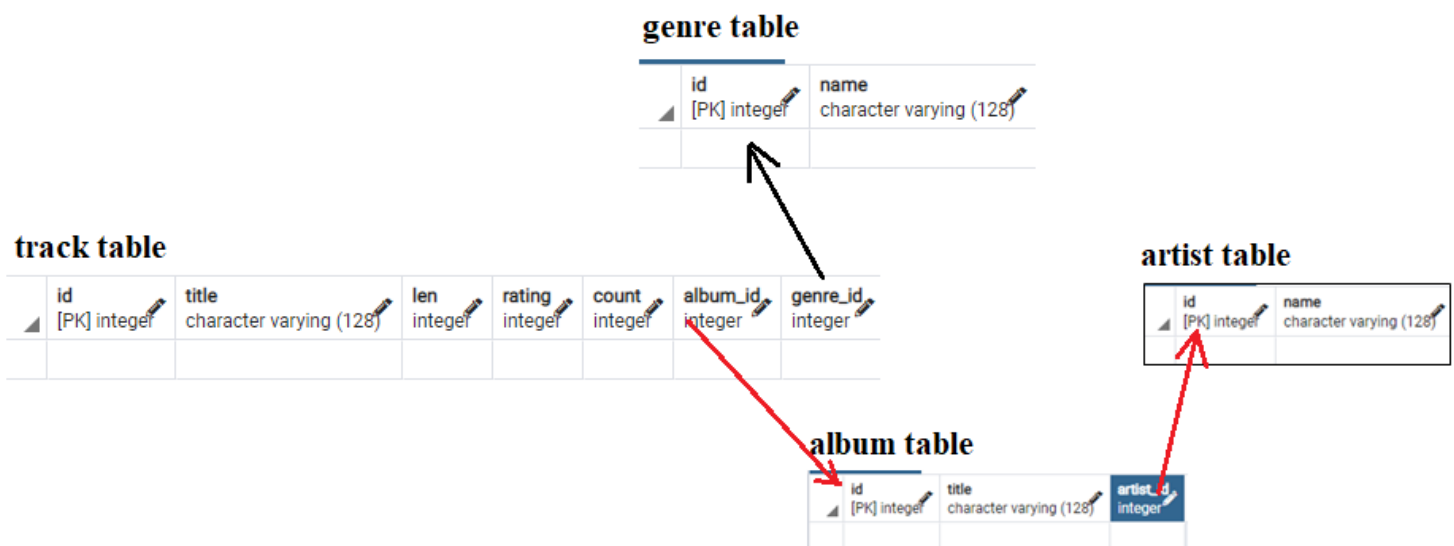 genre table
id name
[PK] integer character varying (128)
track table
id title len rating count album_id genre_id
[PK] integer character varying (128) integer integer integer integer integer
artist table
id name
[PK] integer character varying (128)
album table
id title artist_id
[PK] integer character varying (128) integer